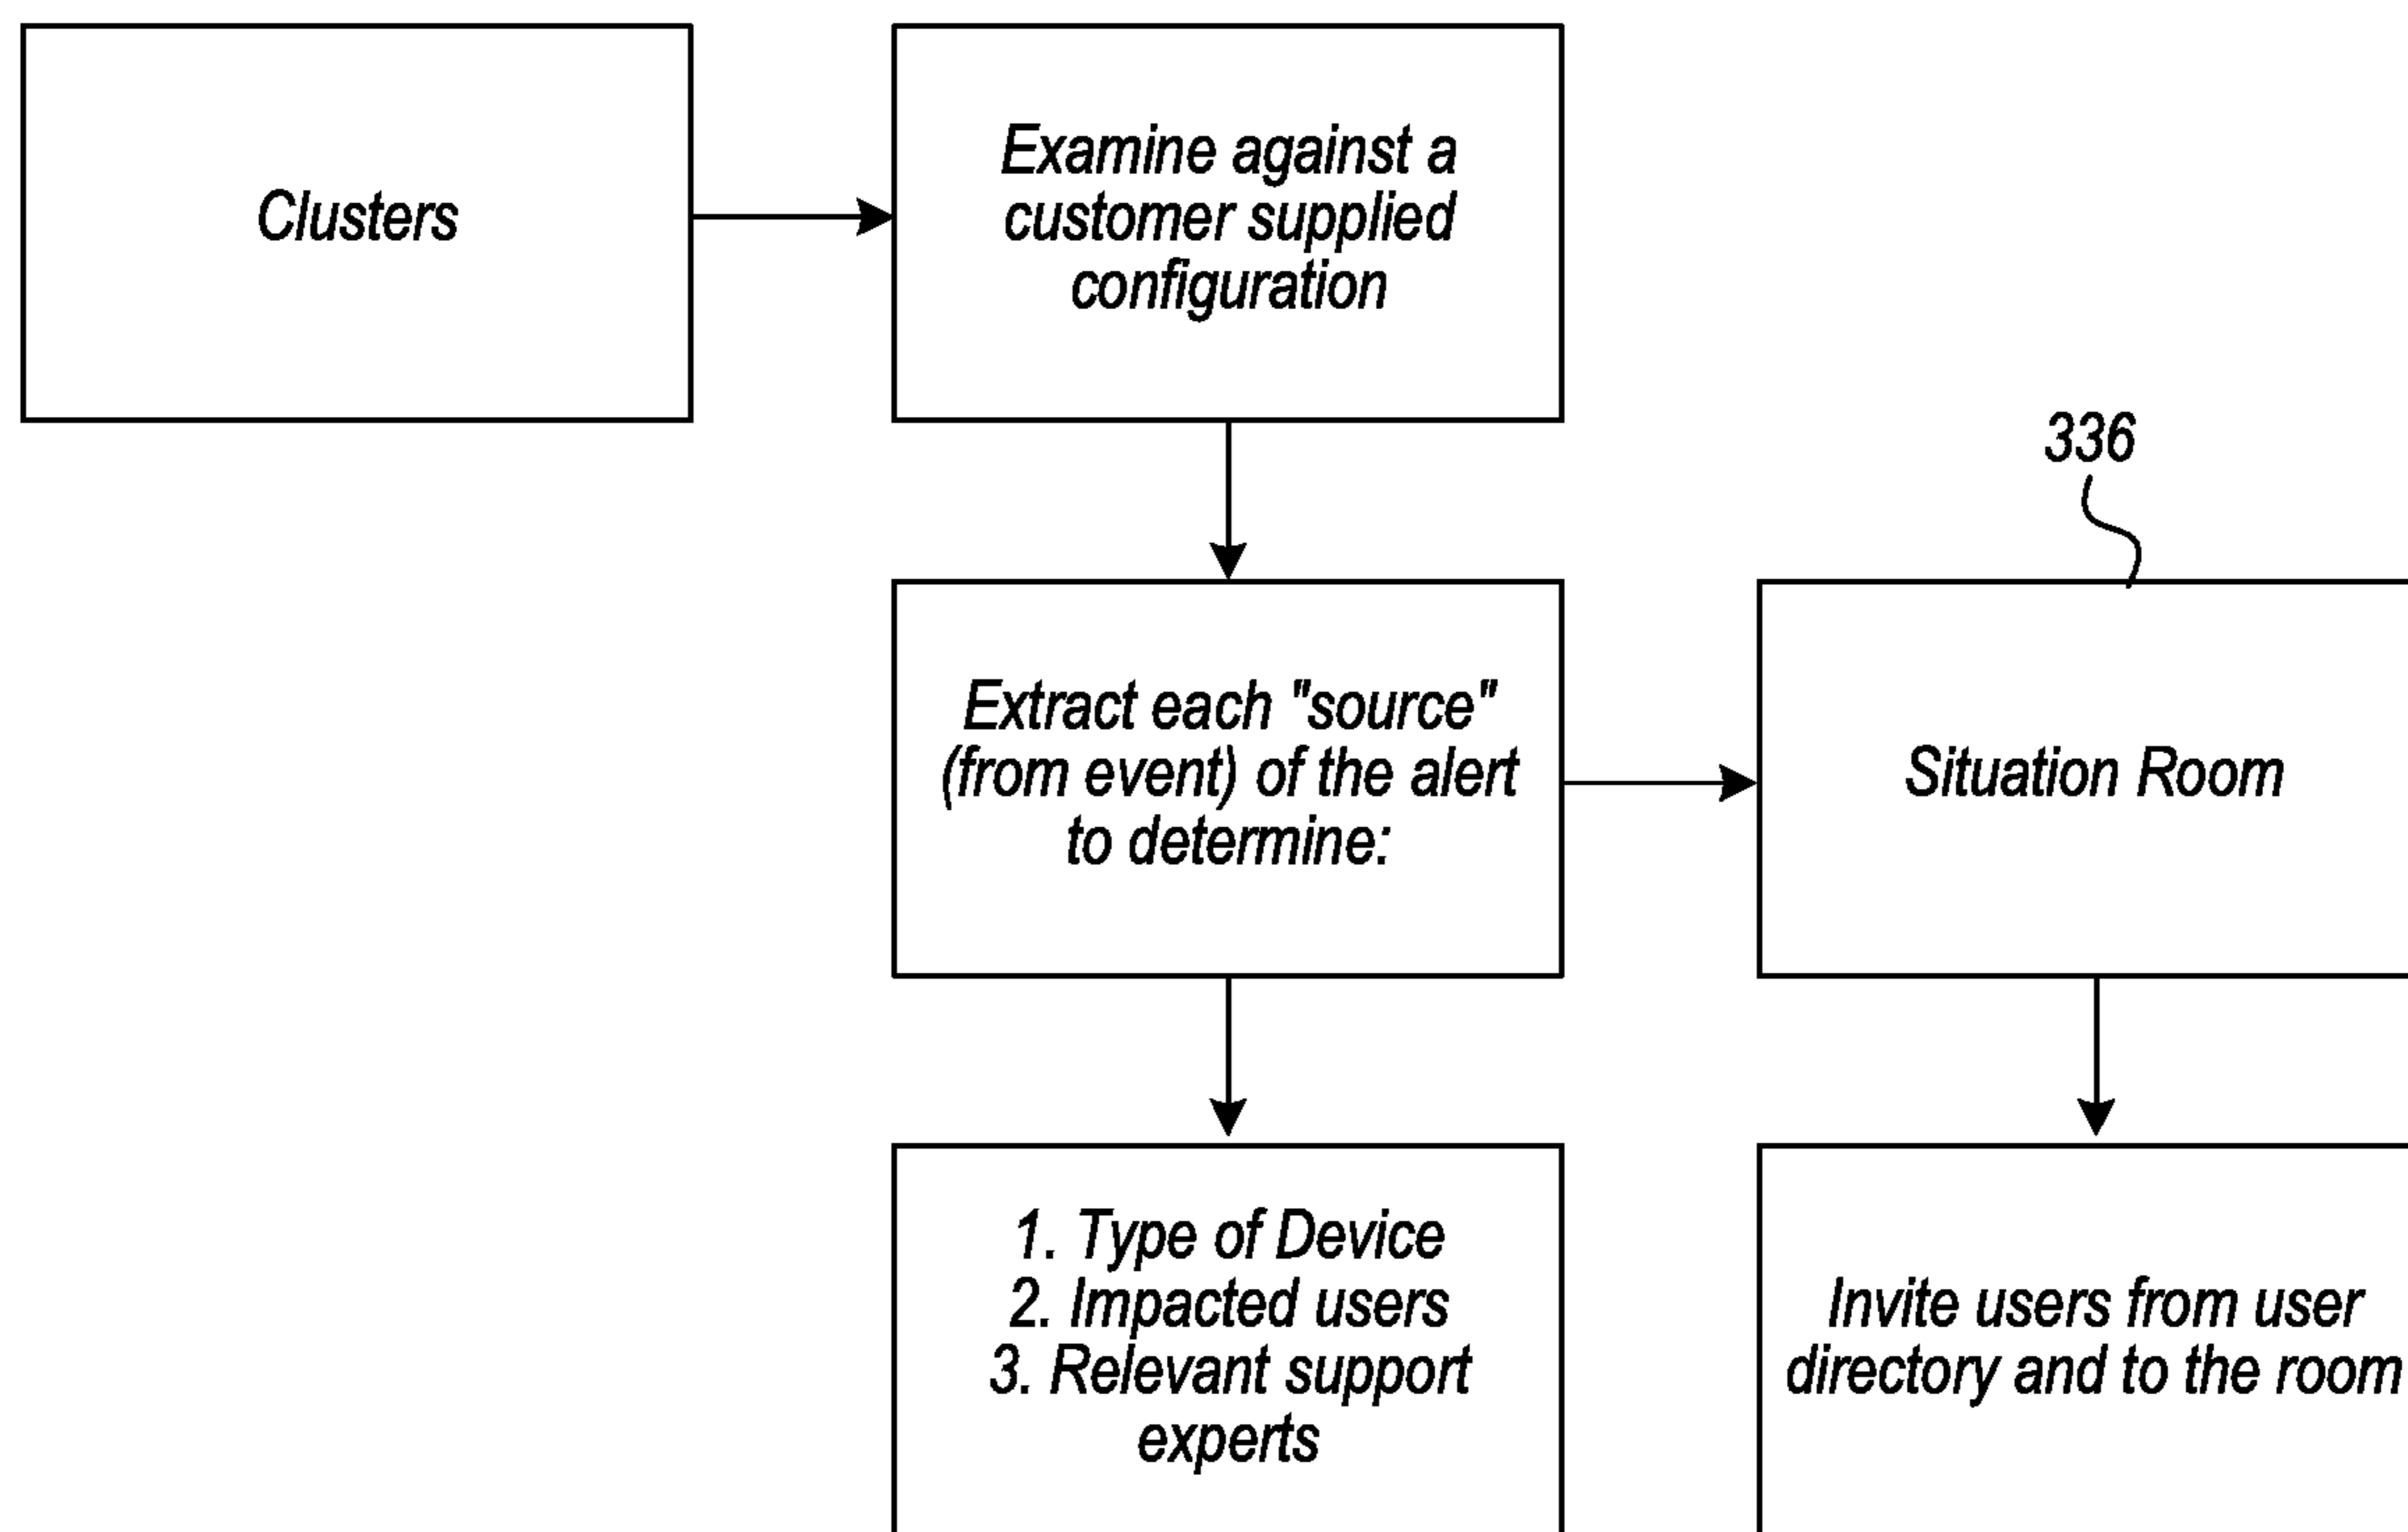 Clusters
Examine against a
customer supplied
configuration
336
Extract each "source"
(from event) of the alert
to determine:
Situation Room
1. Type of Device
2. Impacted users
3. Relevant support
experts
Invite users from user
directory and to the room